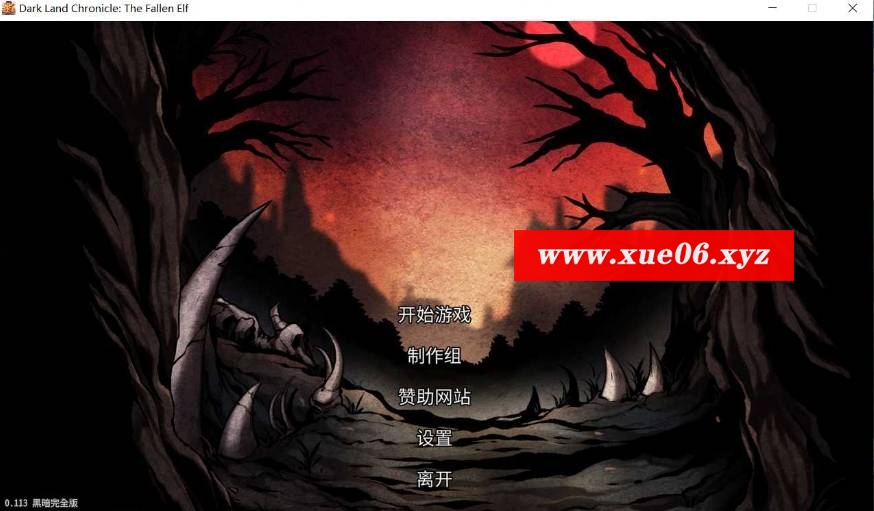 Dark Land Chronicle: The Fallen Elf
www.xue06.xyz
开始游戏
制作组
赞助网站
设置
离开
0.113 黑暗完全版